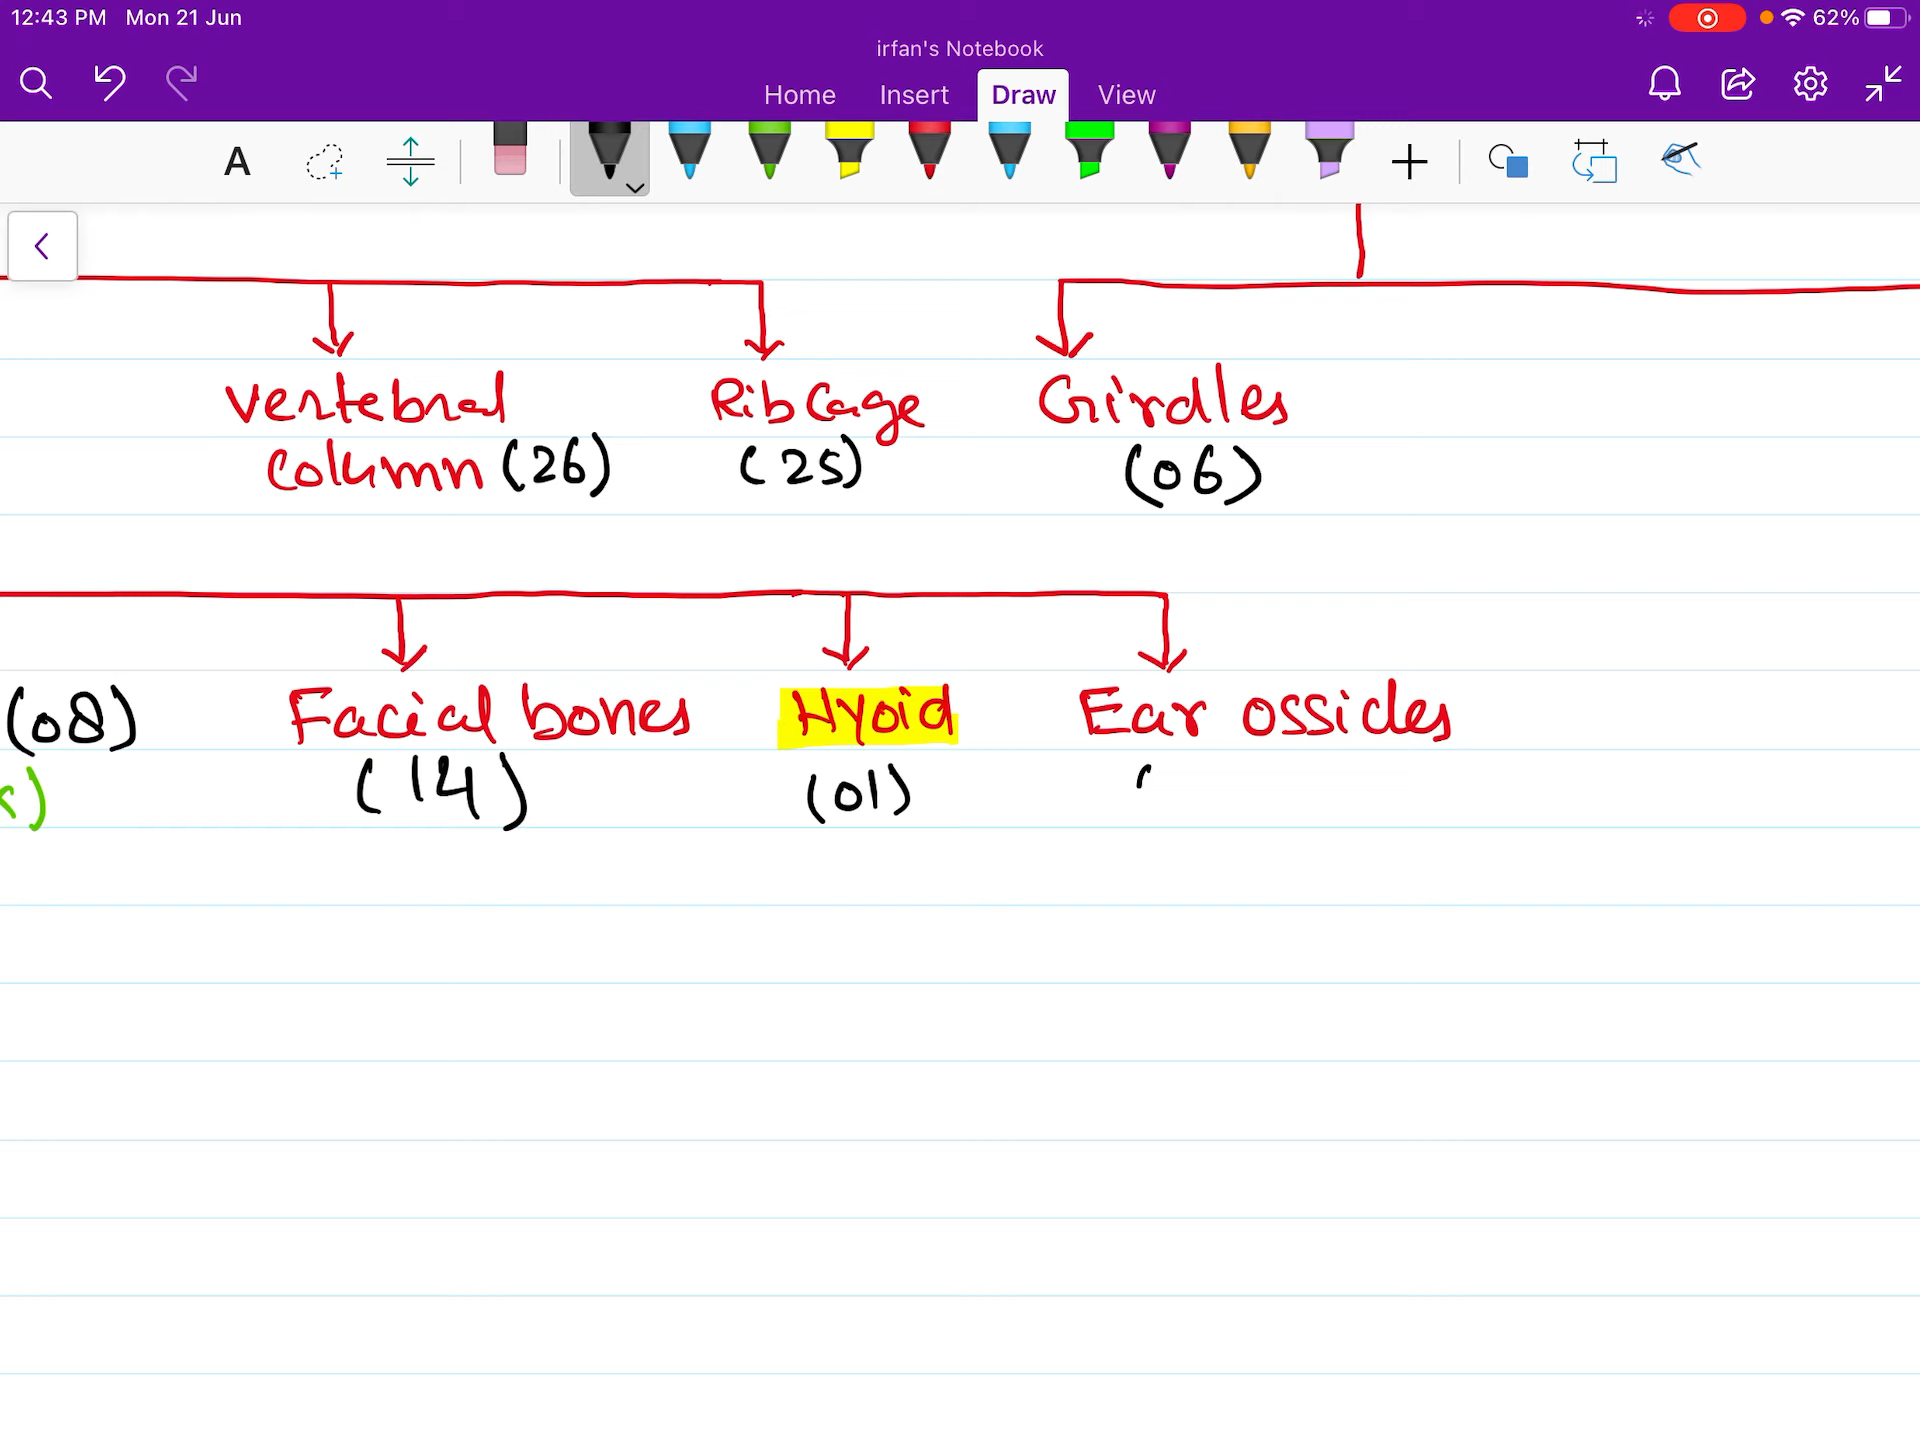 12:43 PM Mon 21 Jun
62%
irfan's Notebook
Home Insert Draw View
A
Vertebral Rib Cage Girdles
Column (26) (25) (06)
(08) Facial bones Hyoid Ear ossicles
(14) (01) (